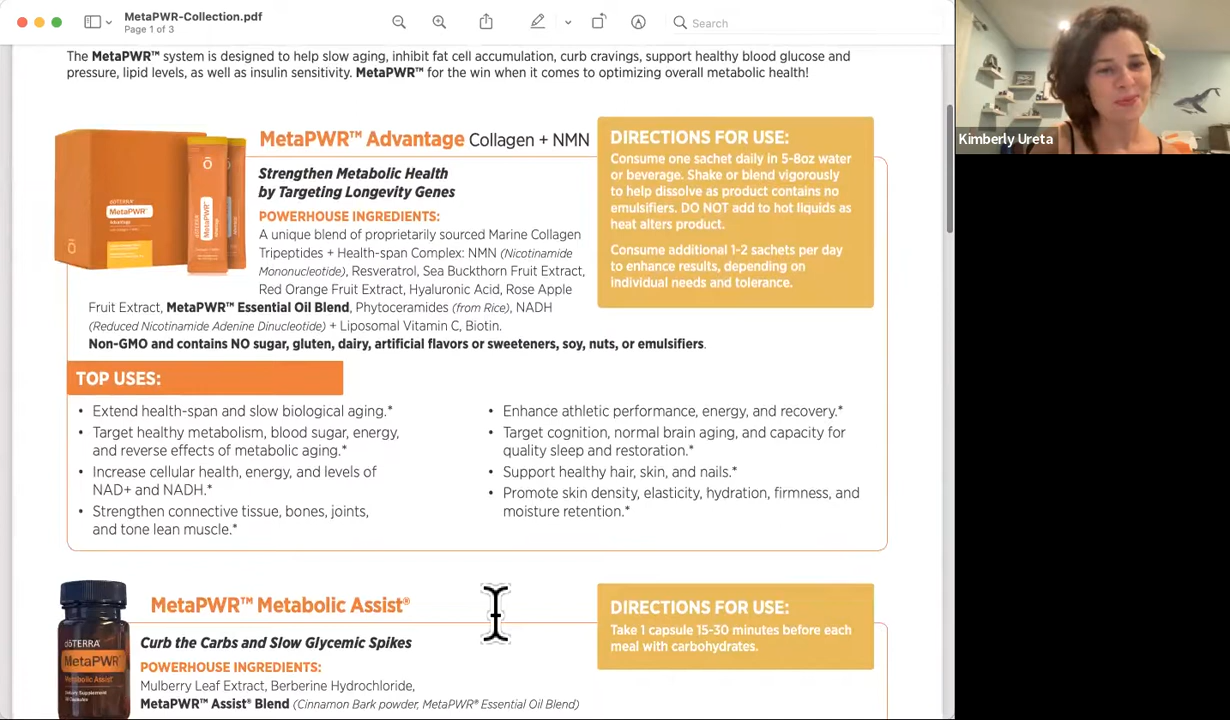 MetaPWR-Collection.pdf
Page 1 of 3
Search
The MetaPWR™ system is designed to help slow aging, inhibit fat cell accumulation, curb cravings, support healthy blood glucose and
pressure, lipid levels, as well as insulin sensitivity. MetaPWR™ for the win when it comes to optimizing overall metabolic health!
MetaPWR™ Advantage Collagen + NMN
Strengthen Metabolic Health
by Targeting Longevity Genes
POWERHOUSE INGREDIENTS:
A unique blend of proprietarily sourced Marine Collagen
Tripeptides + Health-span Complex: NMN (Nicotinamide
Mononucleotide), Resveratrol, Sea Buckthorn Fruit Extract,
Red Orange Fruit Extract, Hyaluronic Acid, Rose Apple
Fruit Extract, MetaPWR™ Essential Oil Blend, Phytoceramides (from Rice), NADH
(Reduced Nicotinamide Adenine Dinucleotide) + Liposomal Vitamin C, Biotin.
Non-GMO and contains NO sugar, gluten, dairy, artificial flavors or sweeteners, soy, nuts, or emulsifiers.
DIRECTIONS FOR USE:
Consume one sachet daily in 5-8oz water
or beverage. Shake or blend vigorously
to help dissolve as product contains no
emulsifiers. DO NOT add to hot liquids as
heat alters product.
Consume additional 1-2 sachets per day
to enhance results, depending on
individual needs and tolerance.
dōTERRA
MetaPWR
Advantage
MetaPWR
TOP USES:
• Extend health-span and slow biological aging.*
• Target healthy metabolism, blood sugar, energy,
and reverse effects of metabolic aging.*
• Increase cellular health, energy, and levels of
NAD+ and NADH.*
• Strengthen connective tissue, bones, joints,
and tone lean muscle.*
• Enhance athletic performance, energy, and recovery.*
• Target cognition, normal brain aging, and capacity for
quality sleep and restoration.*
• Support healthy hair, skin, and nails.*
• Promote skin density, elasticity, hydration, firmness, and
moisture retention.*
MetaPWR™ Metabolic Assist®
Curb the Carbs and Slow Glycemic Spikes
POWERHOUSE INGREDIENTS:
Mulberry Leaf Extract, Berberine Hydrochloride,
MetaPWR™ Assist® Blend (Cinnamon Bark powder, MetaPWR® Essential Oil Blend)
DIRECTIONS FOR USE:
Take 1 capsule 15-30 minutes before each
meal with carbohydrates.
dōTERRA
MetaPWR
Metabolic Assist
Kimberly Ureta